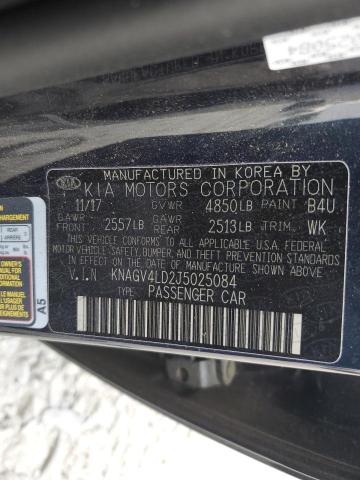 MANUFACTURED IN KOREA BY
KIA KIA MOTORS CORPORATION
11/17 GVWR 4850LB PAINT B4U
GAWR FRONT 2557LB GAWR REAR 2513LB TRIM WK
THIS VEHICLE CONFORMS TO ALL APPLICABLE U.S.A. FEDERAL
MOTOR VEHICLE SAFETY, BUMPER, AND THEFT PREVENTION
STANDARDS IN EFFECT ON THE DATE OF MANUFACTURE SHOWN ABOVE.
V.I.N KNAGV4LD2J5025084
TYPE: PASSENGER CAR
A5